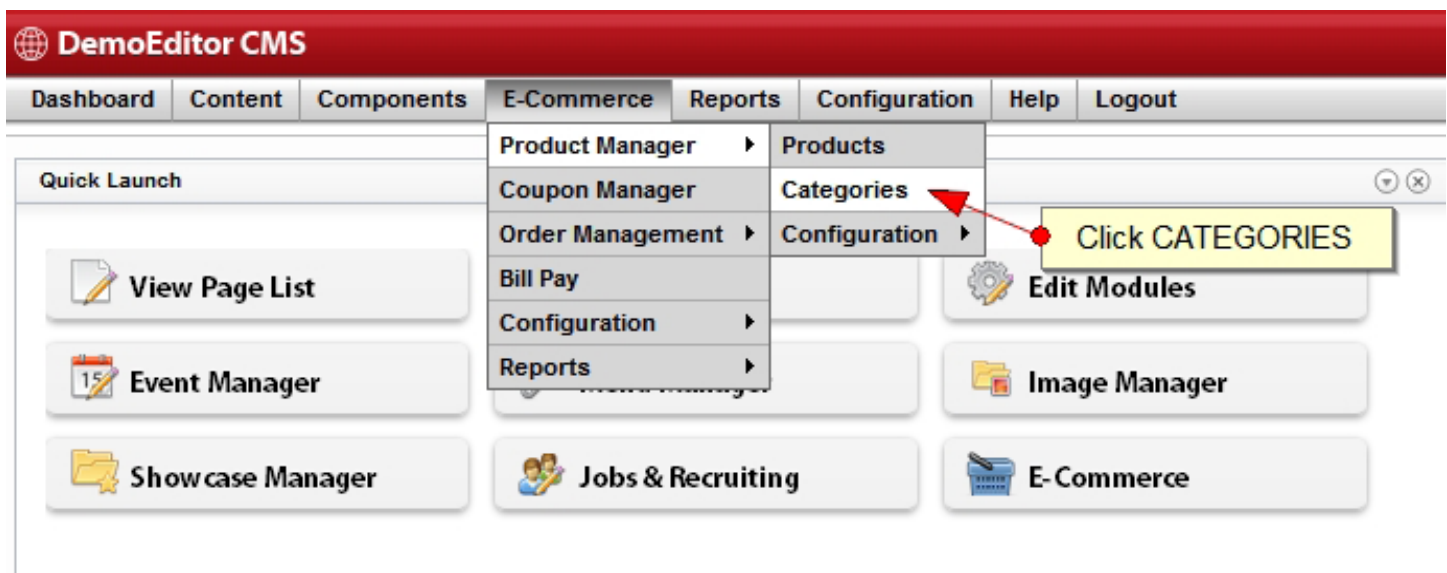 DemoEditor CMS
Dashboard Content Components E-Commerce Reports Configuration Help Logout
Product Manager Products
Quick Launch
Coupon Manager Categories
Order Management Configuration
Click CATEGORIES
View Page List
Bill Pay
Edit Modules
Configuration
Reports
Event Manager
Image Manager
Showcase Manager
Jobs & Recruiting
E-Commerce